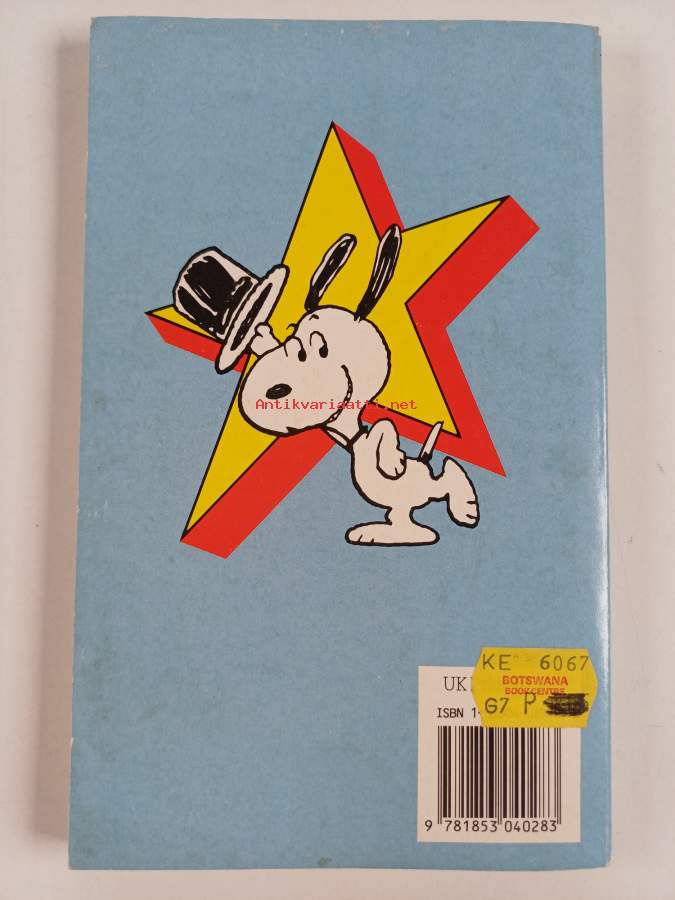 Antikvariaatti.net
KE 6067
BOTSWANA
BOOK CENTRE
G7 P
UK
ISBN 1-
9 781853 040283